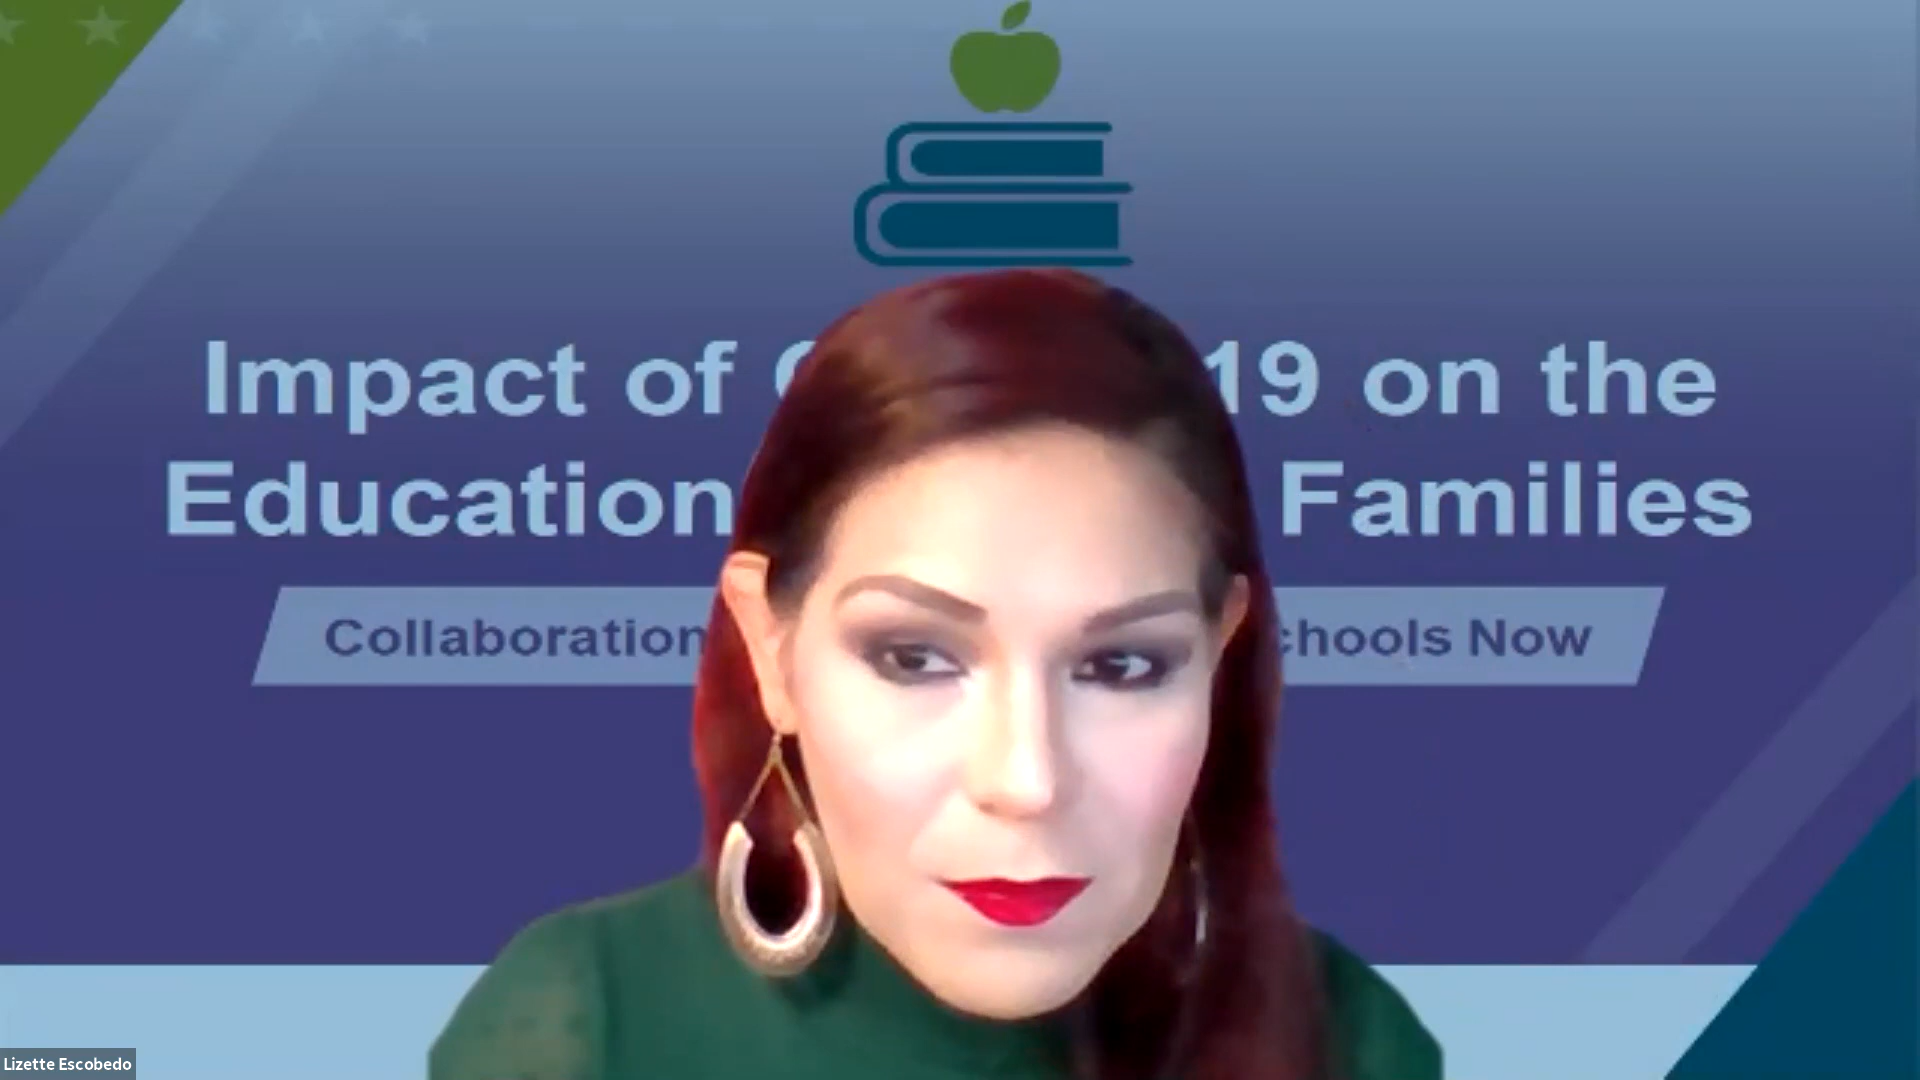 Impact of 19 on the
Education Families
Collaboration chools Now
Lizette Escobedo